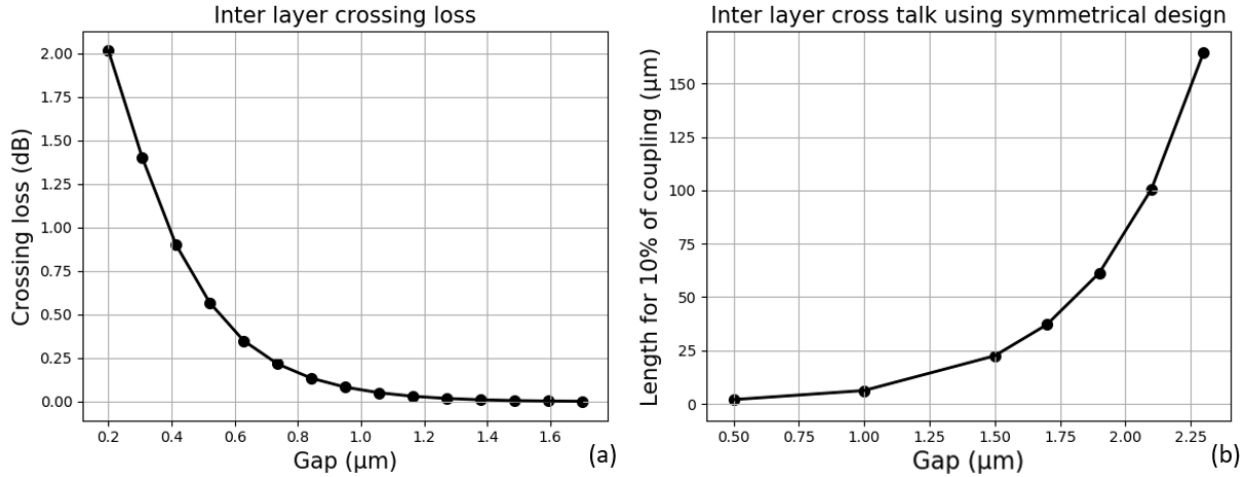 Inter layer crossing loss
Crossing loss (dB)
2.00
1.75
1.50
1.25
1.00
0.75
0.50
0.25
0.00
0.2 0.4 0.6 0.8 1.0 1.2 1.4 1.6
Gap (μm)
(a)
Inter layer cross talk using symmetrical design
Length for 10% of coupling (μm)
150
125
100
75
50
25
0
0.50 0.75 1.00 1.25 1.50 1.75 2.00 2.25
Gap (μm)
(b)